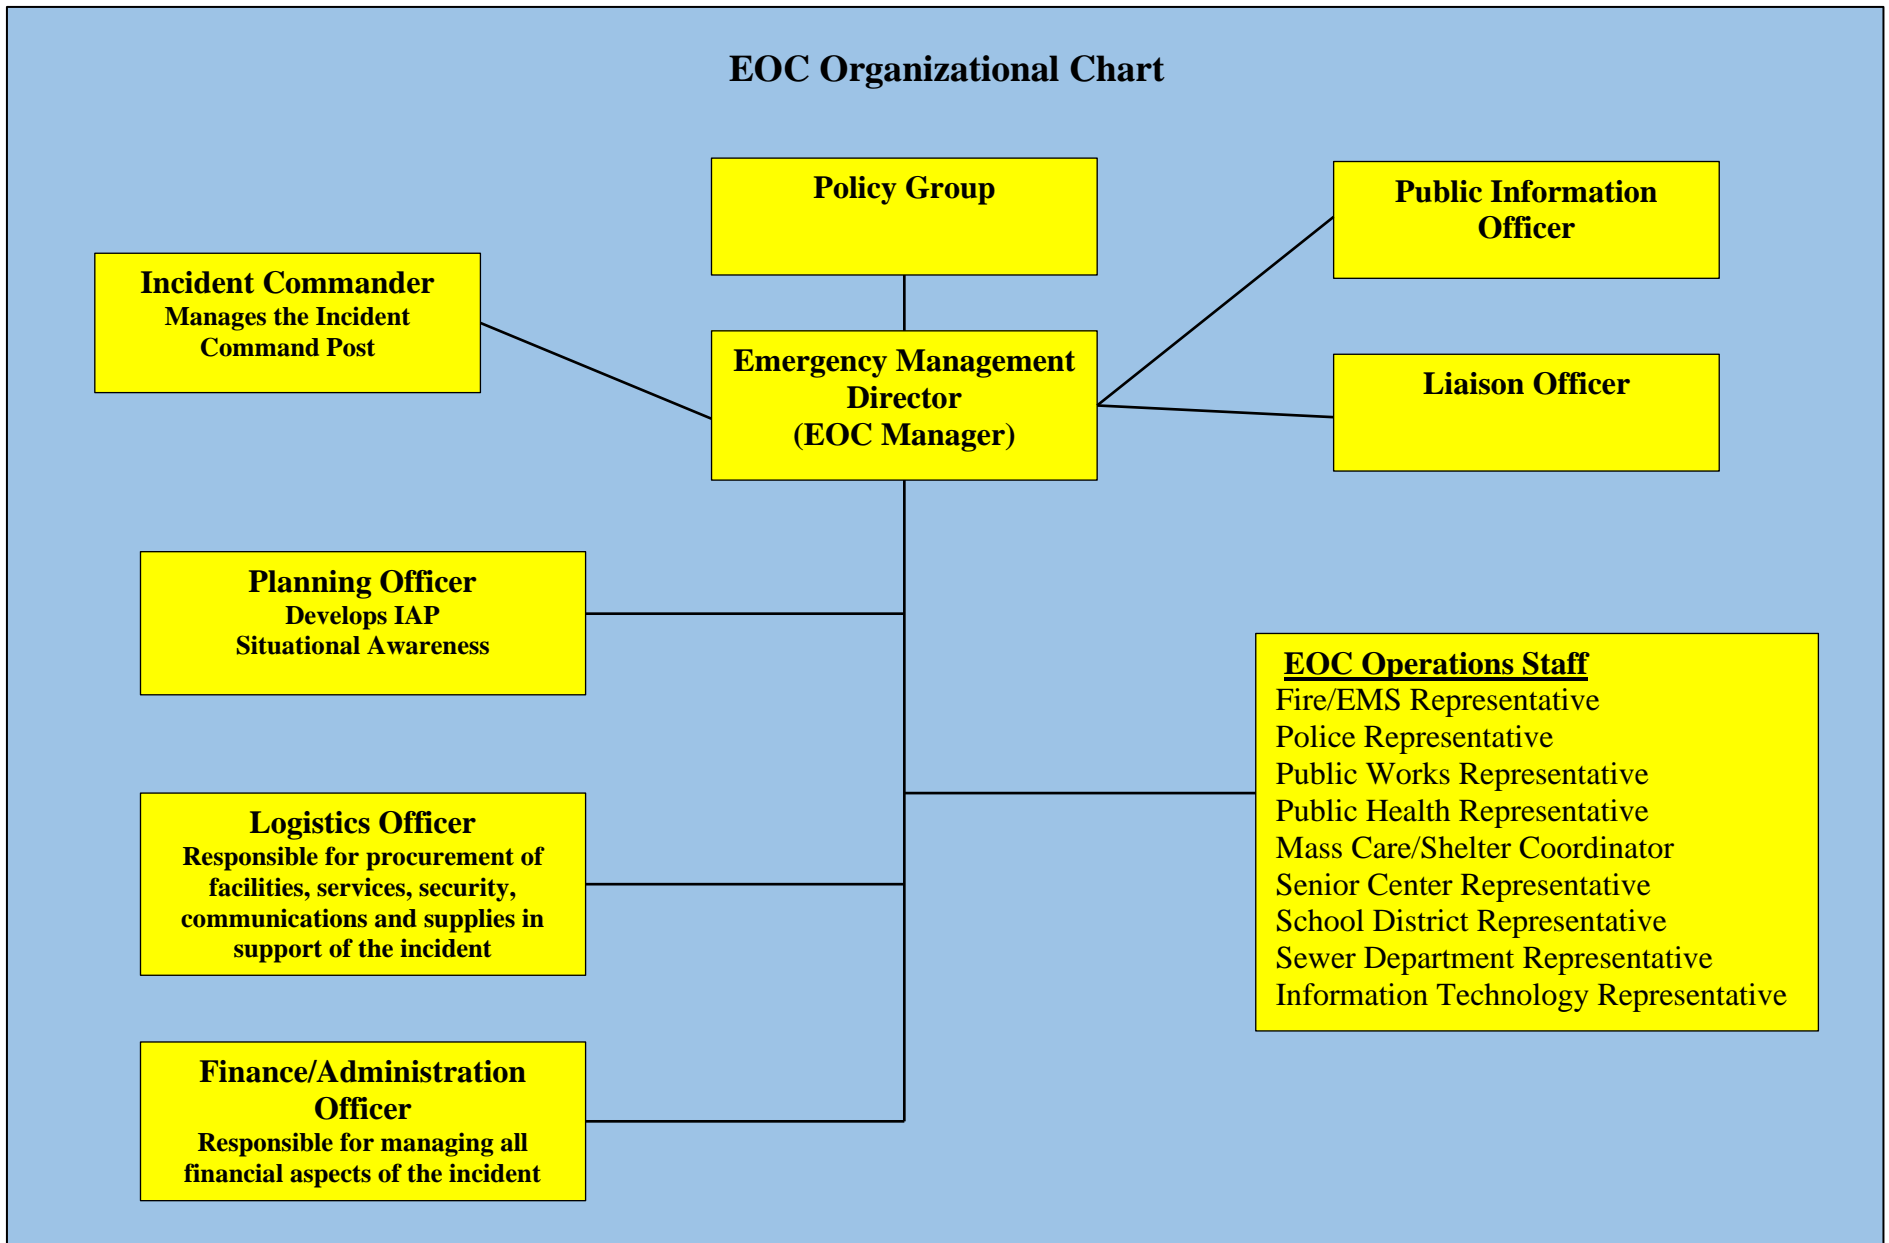 EOC Organizational Chart
Policy Group
Public Information
Officer
Incident Commander
Manages the Incident
Command Post
Emergency Management
Director
(EOC Manager)
Liaison Officer
Planning Officer
Develops IAP
Situational Awareness
EOC Operations Staff
Fire/EMS Representative
Police Representative
Public Works Representative
Public Health Representative
Mass Care/Shelter Coordinator
Senior Center Representative
School District Representative
Sewer Department Representative
Information Technology Representative
Logistics Officer
Responsible for procurement of
facilities, services, security,
communications and supplies in
support of the incident
Finance/Administration
Officer
Responsible for managing all
financial aspects of the incident